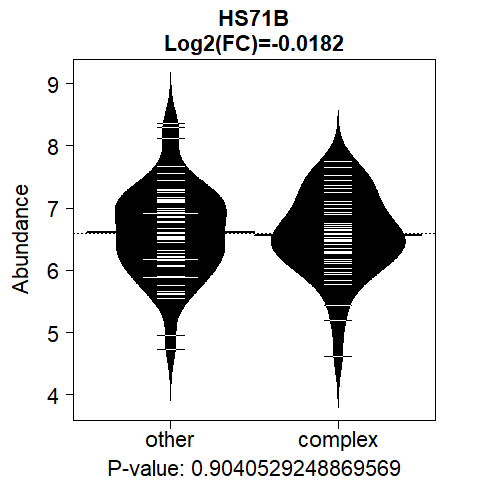 HS71B
Log2(FC)=-0.0182
Abundance
9
8
7
6
5
4
other complex
P-value: 0.9040529248869569